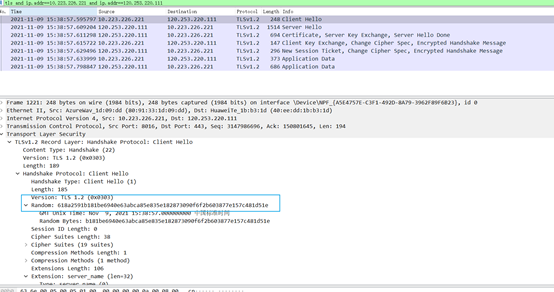 tls and ip.addr==10.223.226.221 and ip.addr==120.253.220.111
Time Source Destination Protocol Length Info
2021-11-09 15:38:57.595797 10.223.226.221 120.253.220.111 TLSv1.2 248 Client Hello
2021-11-09 15:38:57.609204 120.253.220.111 10.223.226.221 TLSv1.2 1514 Server Hello
2021-11-09 15:38:57.611298 120.253.220.111 10.223.226.221 TLSv1.2 694 Certificate, Server Key Exchange, Server Hello Done
2021-11-09 15:38:57.615722 10.223.226.221 120.253.220.111 TLSv1.2 147 Client Key Exchange, Change Cipher Spec, Encrypted Handshake Message
2021-11-09 15:38:57.629496 120.253.220.111 10.223.226.221 TLSv1.2 296 New Session Ticket, Change Cipher Spec, Encrypted Handshake Message
2021-11-09 15:38:57.633999 10.223.226.221 120.253.220.111 TLSv1.2 373 Application Data
2021-11-09 15:38:57.798847 120.253.220.111 10.223.226.221 TLSv1.2 686 Application Data
Frame 1221: 248 bytes on wire (1984 bits), 248 bytes captured (1984 bits) on interface \Device\NPF_{A5E4757E-C3F1-492D-8A79-3962F89F6B23}, id 0
Ethernet II, Src: AzureWav_1d:09:dd (80:91:33:1d:09:dd), Dst: HuaweiTe_1b:b3:1d (40:ee:dd:1b:b3:1d)
Internet Protocol Version 4, Src: 10.223.226.221, Dst: 120.253.220.111
Transmission Control Protocol, Src Port: 8016, Dst Port: 443, Seq: 3147986696, Ack: 150801645, Len: 194
Transport Layer Security
TLSv1.2 Record Layer: Handshake Protocol: Client Hello
Content Type: Handshake (22)
Version: TLS 1.2 (0x0303)
Length: 189
Handshake Protocol: Client Hello
Handshake Type: Client Hello (1)
Length: 185
Version: TLS 1.2 (0x0303)
Random: 618a2591b181be6940e63abca85e835e182873090f6f2b603877e157c481d51e
GMT Unix Time: Nov 9, 2021 15:38:57.000000000 中国标准时间
Random Bytes: b181be6940e63abca85e835e182873090f6f2b603877e157c481d51e
Session ID Length: 0
Cipher Suites Length: 38
Cipher Suites (19 suites)
Compression Methods Length: 1
Compression Methods (1 method)
Extensions Length: 106
Extension: server_name (len=32)
Type: server_name (0)